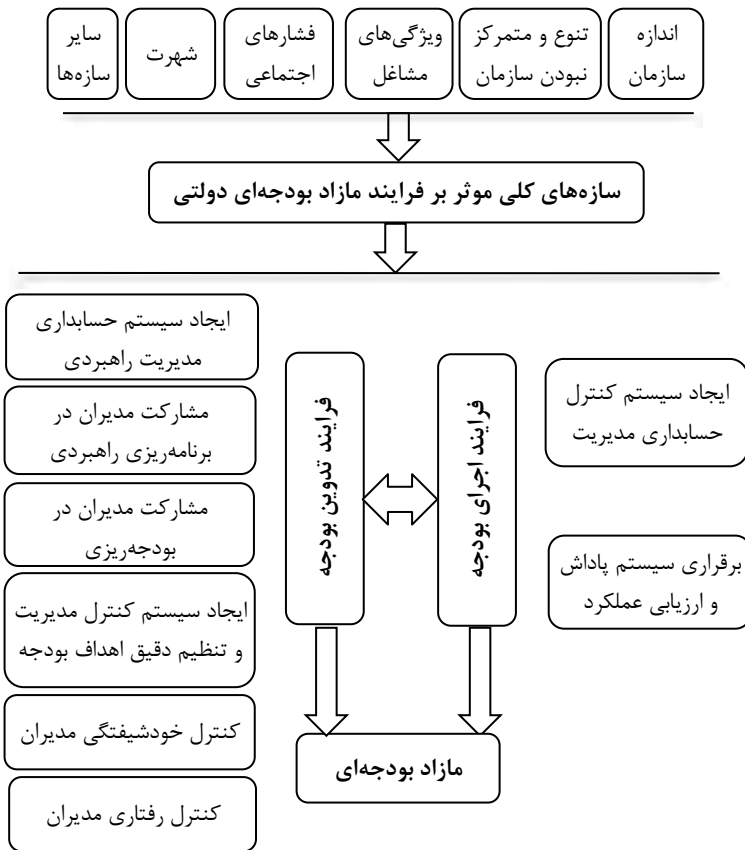 اندازه
سازمان
تنوع و متمرکز
نبودن سازمان
ویژگی‌های
مشاغل
فشارهای
اجتماعی
شهرت
سایر
سازه‌ها
سازه‌های کلی موثر بر فرایند مازاد بودجه‌ای دولتی
ایجاد سیستم کنترل
حسابداری مدیریت
برقراری سیستم پاداش
و ارزیابی عملکرد
فرایند اجرای بودجه
فرایند تدوین بودجه
ایجاد سیستم حسابداری
مدیریت راهبردی
مشارکت مدیران در
برنامه‌ریزی راهبردی
مشارکت مدیران در
بودجه‌ریزی
ایجاد سیستم کنترل مدیریت
و تنظیم دقیق اهداف بودجه
کنترل خودشیفتگی مدیران
کنترل رفتاری مدیران
مازاد بودجه‌ای